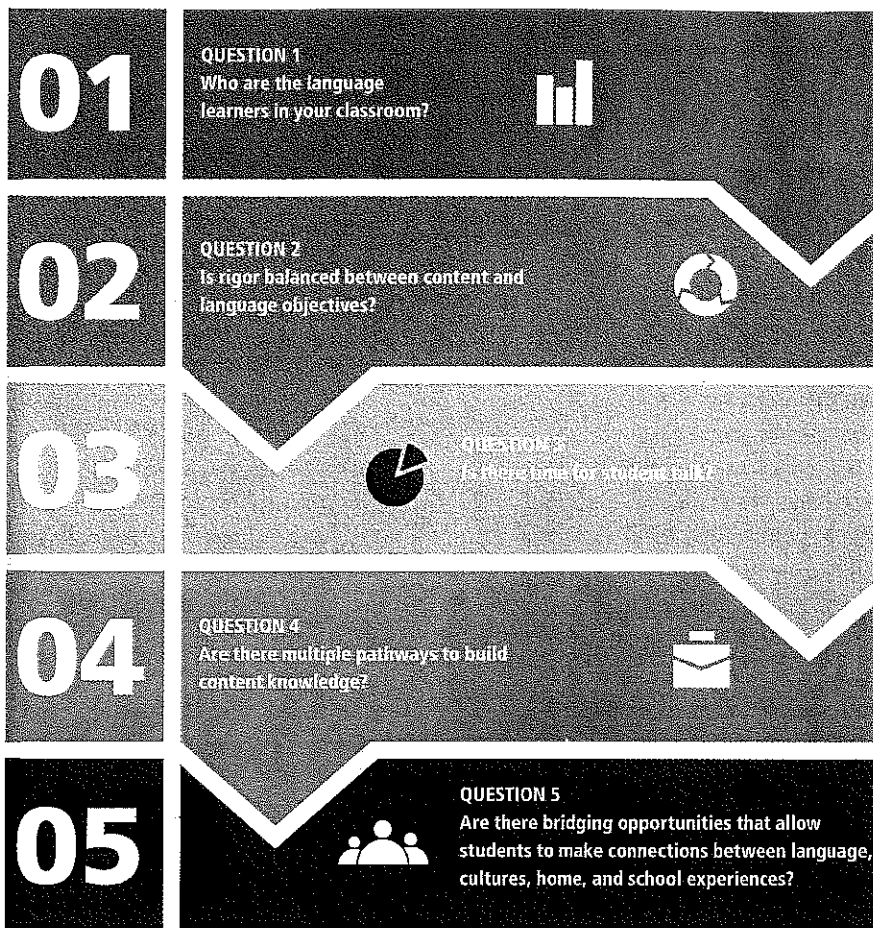 01
QUESTION 1
Who are the language
learners in your classroom?
02
QUESTION 2
Is rigor balanced between content and
language objectives?
03
QUESTION 3
Is there time for student talk?
04
QUESTION 4
Are there multiple pathways to build
content knowledge?
05
QUESTION 5
Are there bridging opportunities that allow
students to make connections between language,
cultures, home, and school experiences?